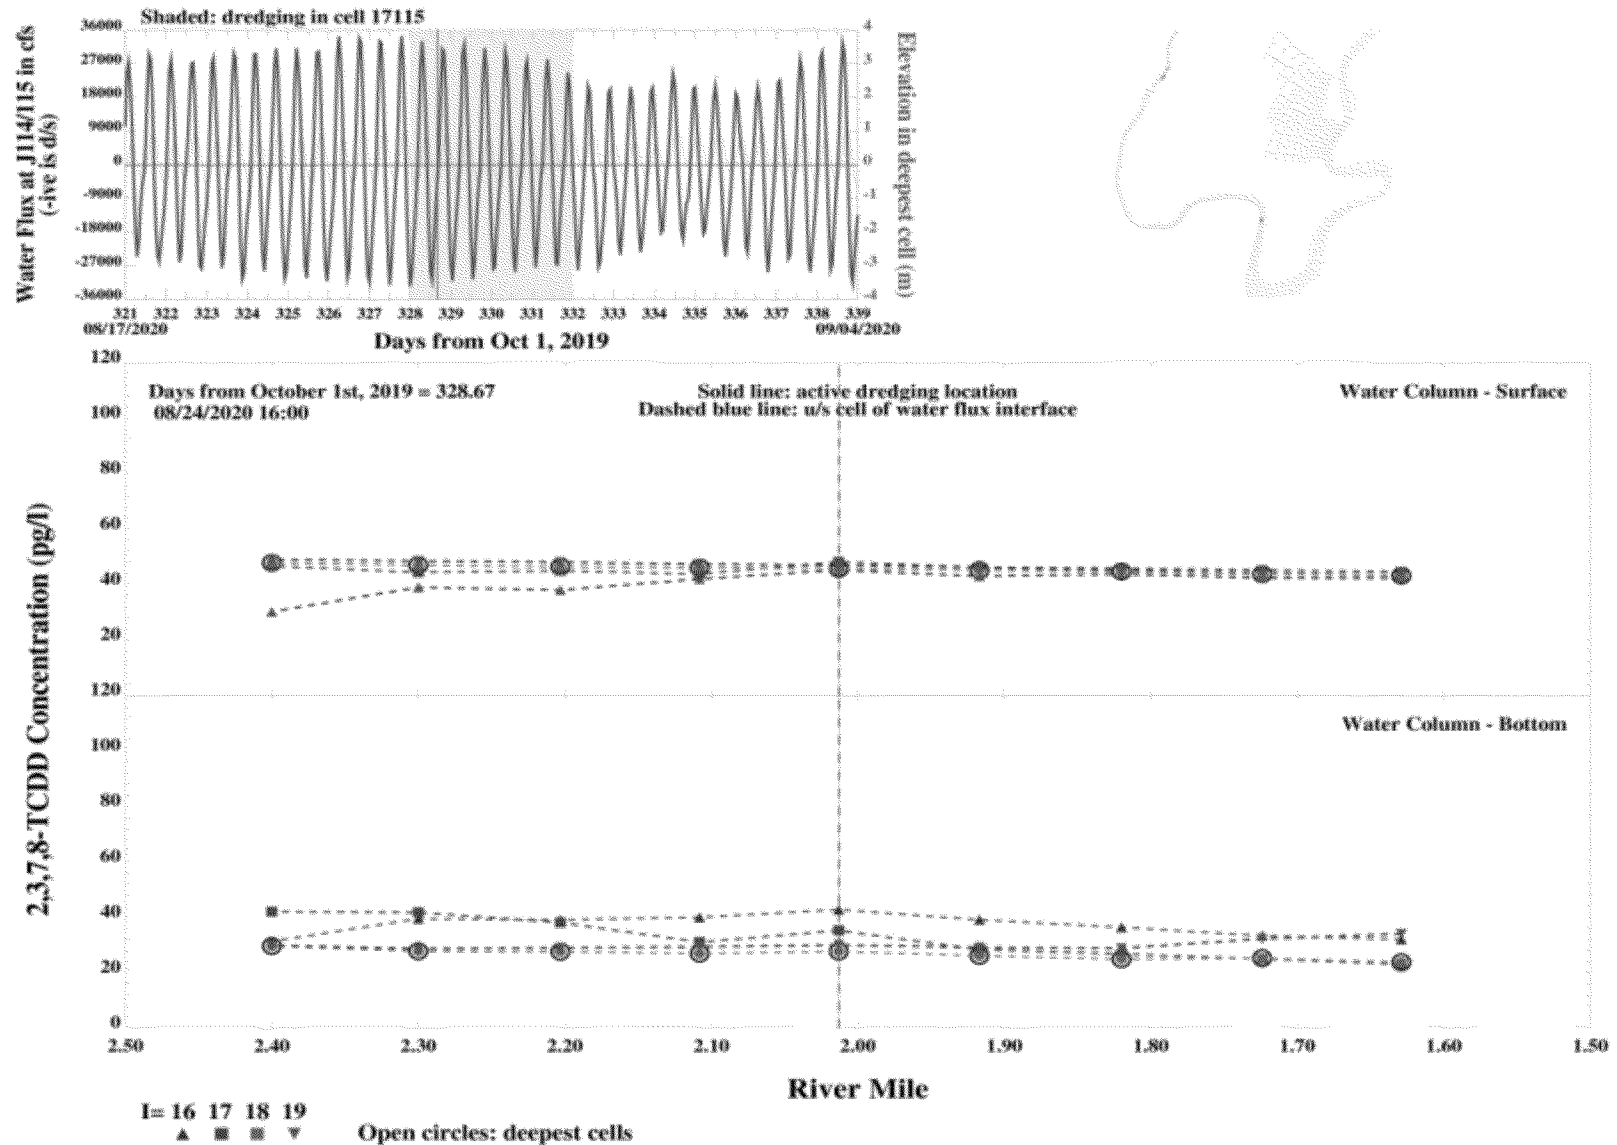 Shaded: dredging in cell 17115
Water Flux at J114/115 in cfs
(-ive is d/s)
36000
27000
18000
9000
0
-9000
-18000
-27000
-36000
4
3
2
1
0
-1
-2
-3
-4
Elevation in deepest cell (m)
321 322 323 324 325 326 327 328 329 330 331 332 333 334 335 336 337 338 339
08/17/2020 09/04/2020
Days from Oct 1, 2019
Days from October 1st, 2019 = 328.67
08/24/2020 16:00
Solid line: active dredging location
Dashed blue line: u/s cell of water flux interface
Water Column - Surface
120
100
80
60
40
20
2,3,7,8-TCDD Concentration (pg/l)
Water Column - Bottom
120
100
80
60
40
20
0
2.50 2.40 2.30 2.20 2.10 2.00 1.90 1.80 1.70 1.60 1.50
River Mile
I= 16 17 18 19
Open circles: deepest cells